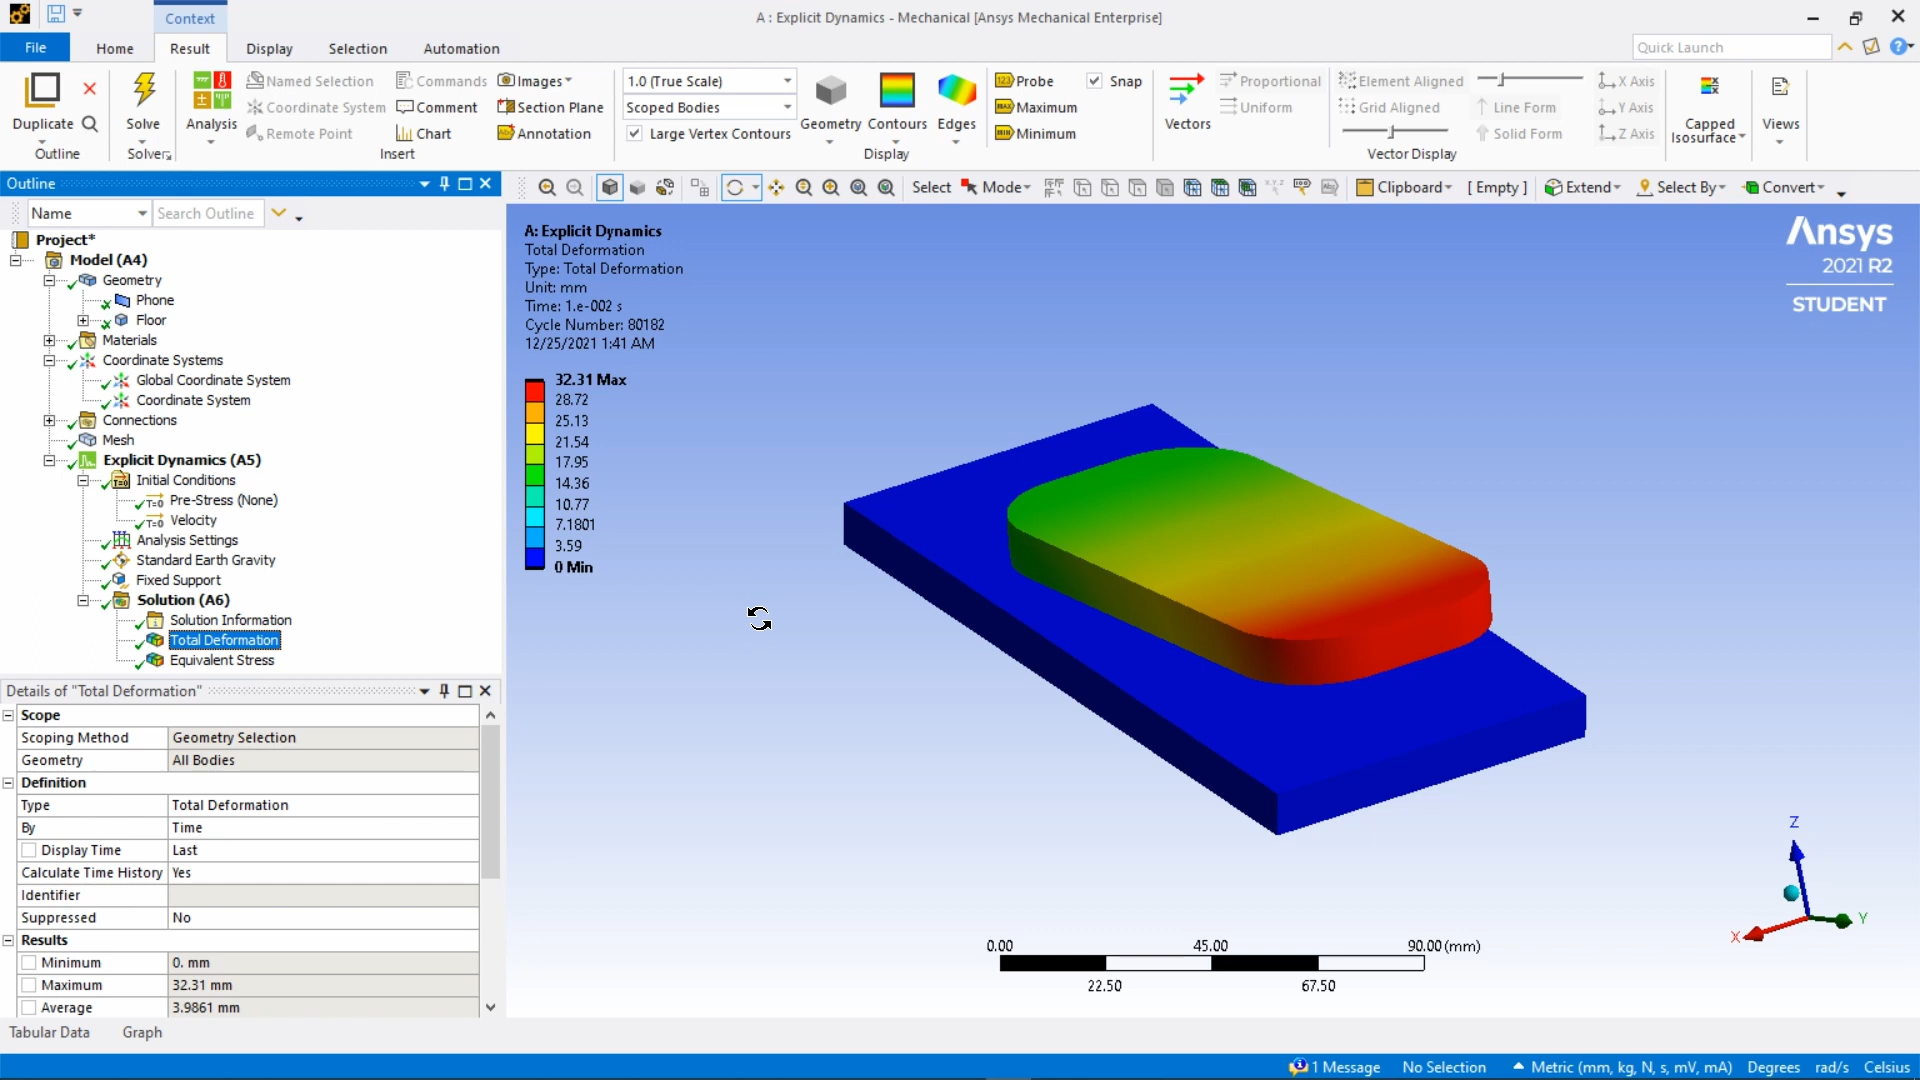 Context
A : Explicit Dynamics - Mechanical [Ansys Mechanical Enterprise]
File Home Result Display Selection Automation
Quick Launch
Duplicate
Outline
Solve
Solver
Analysis
Named Selection Commands Images
Coordinate System Comment Section Plane
Remote Point Chart Annotation
Insert
1.0 (True Scale)
Scoped Bodies
Large Vertex Contours
Geometry Contours Edges
Display
Probe Snap
Maximum
Minimum
Vectors
Proportional
Uniform
Element Aligned
Grid Aligned
Line Form
Solid Form
X Axis
Y Axis
Z Axis
Vector Display
Capped
Isosurface
Views
Outline
Name Search Outline
Select Mode Clipboard [ Empty ] Extend Select By Convert
Project*
Model (A4)
Geometry
Phone
Floor
Materials
Coordinate Systems
Global Coordinate System
Coordinate System
Connections
Mesh
Explicit Dynamics (A5)
Initial Conditions
Pre-Stress (None)
Velocity
Analysis Settings
Standard Earth Gravity
Fixed Support
Solution (A6)
Solution Information
Total Deformation
Equivalent Stress
Details of "Total Deformation"
Scope
Scoping Method Geometry Selection
Geometry All Bodies
Definition
Type Total Deformation
By Time
Display Time Last
Calculate Time History Yes
Identifier
Suppressed No
Results
Minimum 0. mm
Maximum 32.31 mm
Average 3.9861 mm
Tabular Data Graph
A: Explicit Dynamics
Total Deformation
Type: Total Deformation
Unit: mm
Time: 1.e-002 s
Cycle Number: 80182
12/25/2021 1:41 AM
32.31 Max
28.72
25.13
21.54
17.95
14.36
10.77
7.1801
3.59
0 Min
Ansys
2021 R2
STUDENT
Z
Y
X
0.00 45.00 90.00 (mm)
22.50 67.50
1 Message No Selection Metric (mm, kg, N, s, mV, mA) Degrees rad/s Celsius